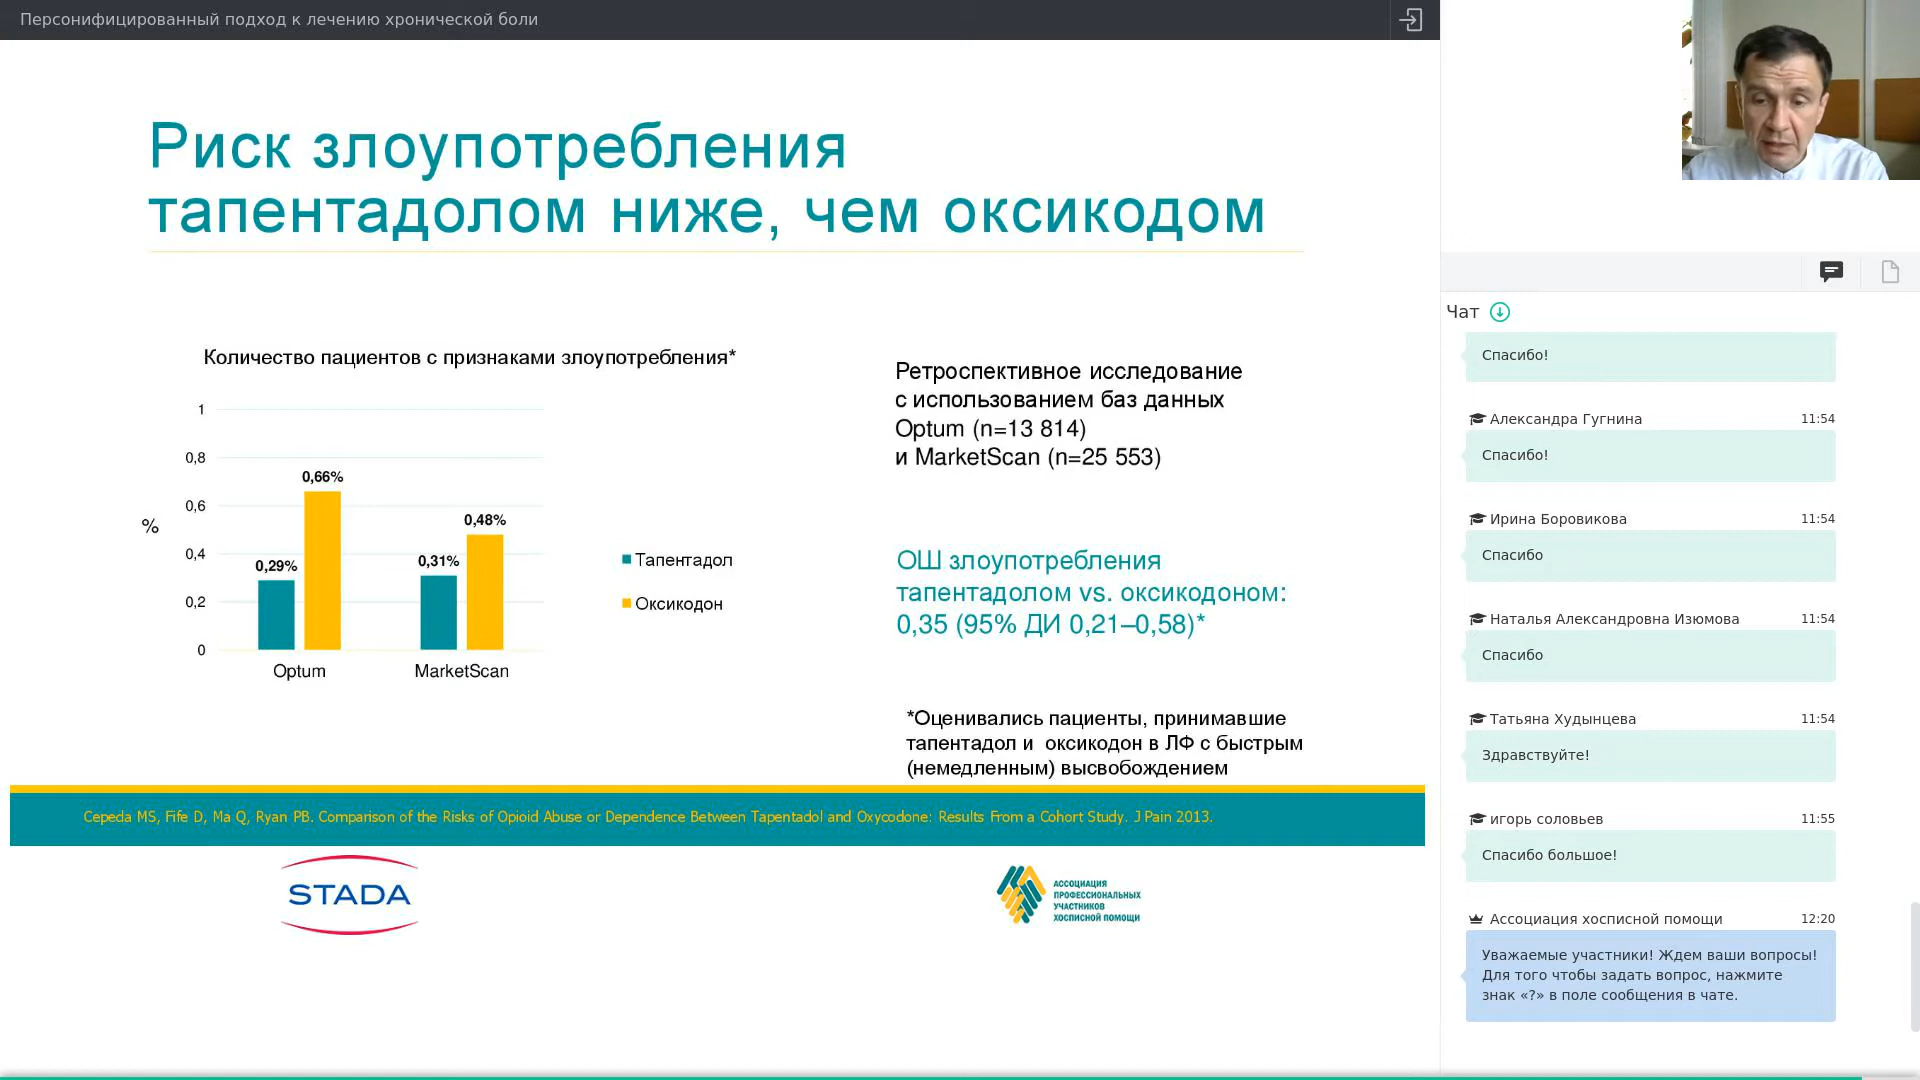 Персонифицированный подход к лечению хронической боли
Риск злоупотребления
тапентадолом ниже, чем оксикодом
Количество пациентов с признаками злоупотребления*
1
0,8
0,6
0,4
0,2
0
%
0,29%
0,66%
0,31%
0,48%
Optum
MarketScan
Тапентадол
Оксикодон
Ретроспективное исследование
с использованием баз данных
Optum (n=13 814)
и MarketScan (n=25 553)
ОШ злоупотребления
тапентадолом vs. оксикодоном:
0,35 (95% ДИ 0,21–0,58)*
*Оценивались пациенты, принимавшие
тапентадол и оксикодон в ЛФ с быстрым
(немедленным) высвобождением
Cepeda MS, Fife D, Ma Q, Ryan PB. Comparison of the Risks of Opioid Abuse or Dependence Between Tapentadol and Oxycodone: Results From a Cohort Study. J Pain 2013.
STADA
АССОЦИАЦИЯ
ПРОФЕССИОНАЛЬНЫХ
УЧАСТНИКОВ
ХОСПИСНОЙ ПОМОЩИ
Чат
Спасибо!
Александра Гугнина 11:54
Спасибо!
Ирина Боровикова 11:54
Спасибо
Наталья Александровна Изюмова 11:54
Спасибо
Татьяна Худынцева 11:54
Здравствуйте!
игорь соловьев 11:55
Спасибо большое!
Ассоциация хосписной помощи 12:20
Уважаемые участники! Ждем ваши вопросы!
Для того чтобы задать вопрос, нажмите
знак «?» в поле сообщения в чате.